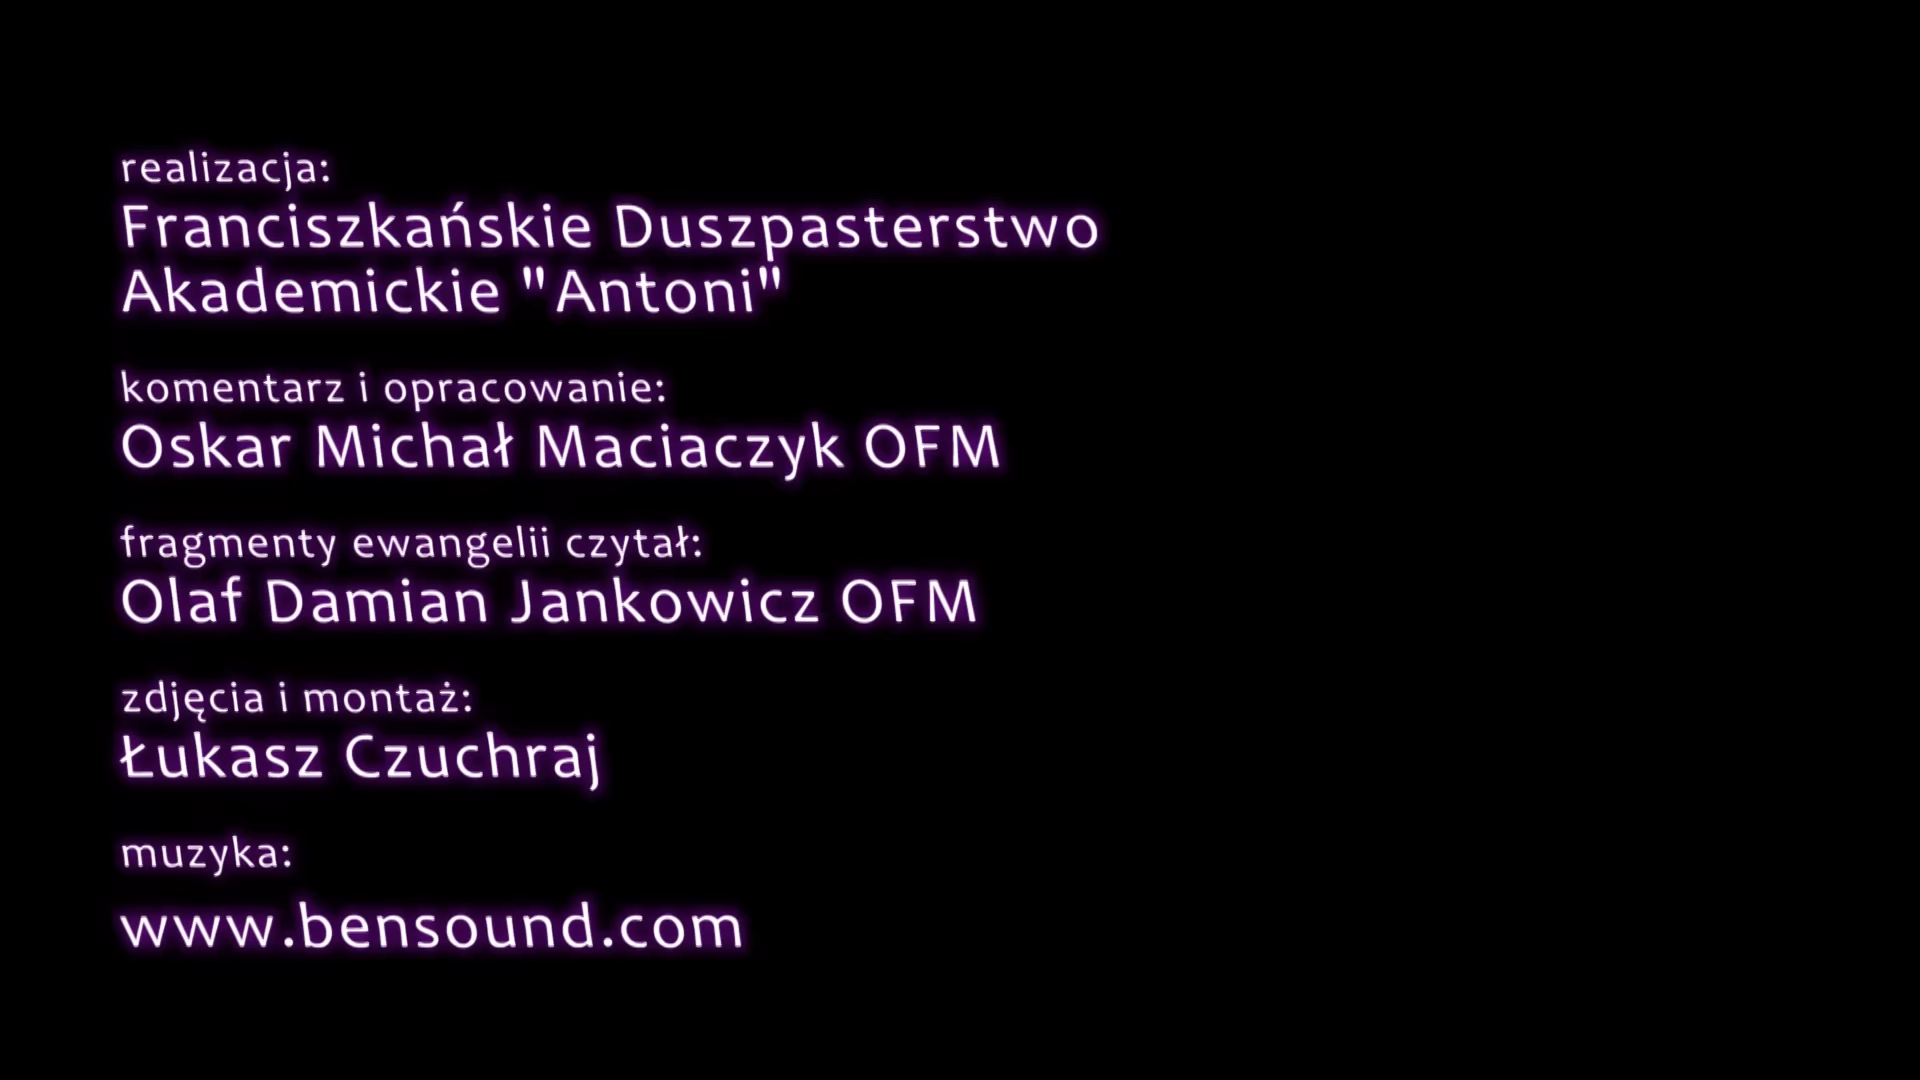 realizacja:
Franciszkańskie Duszpasterstwo
Akademickie "Antoni"
komentarz i opracowanie:
Oskar Michał Maciaczyk OFM
fragmenty ewangelii czytał:
Olaf Damian Jankowicz OFM
zdjęcia i montaż:
Łukasz Czuchraj
muzyka:
www.bensound.com